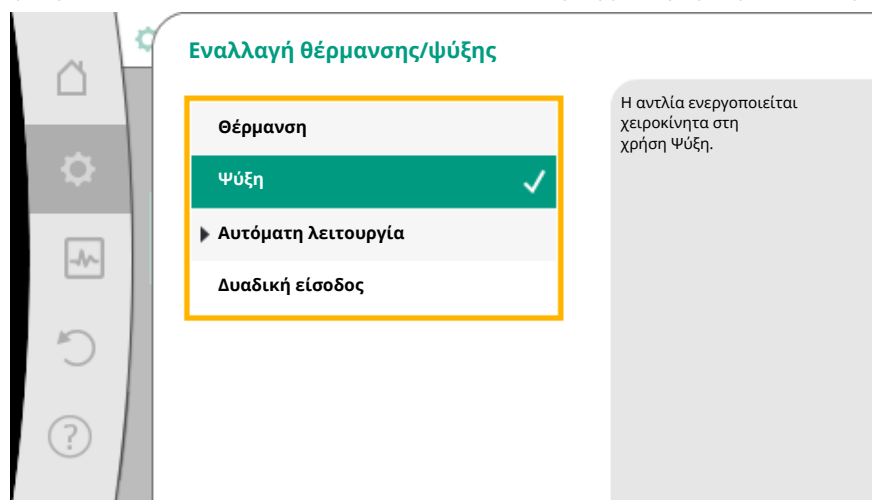 Εναλλαγή θέρμανσης/ψύξης
Θέρμανση
Ψύξη
Αυτόματη λειτουργία
Δυαδική είσοδος
Η αντλία ενεργοποιείται
χειροκίνητα στη
χρήση Ψύξη.